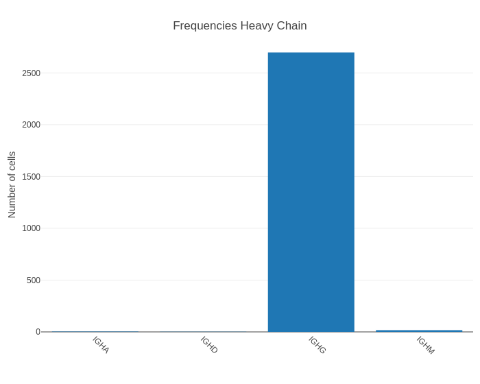 Frequencies Heavy Chain
Number of cells
2500
2000
1500
1000
500
0
IGHA
IGHD
IGHG
IGHM